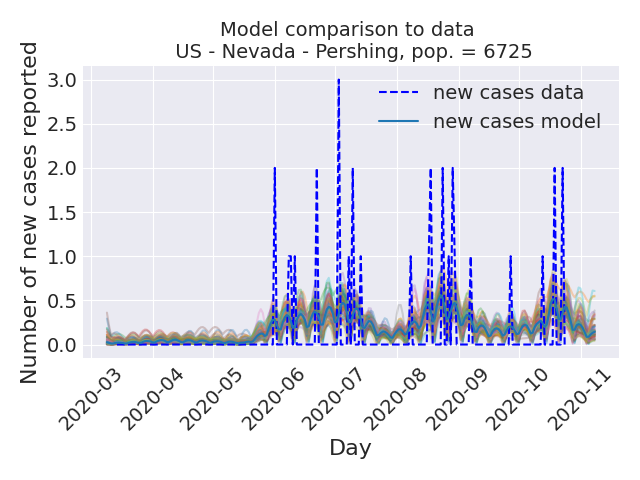 Model comparison to data
US - Nevada - Pershing, pop. = 6725
Number of new cases reported
3.0
2.5
2.0
1.5
1.0
0.5
0.0
new cases data
new cases model
2020-03
2020-04
2020-05
2020-06
2020-07
2020-08
2020-09
2020-10
2020-11
Day